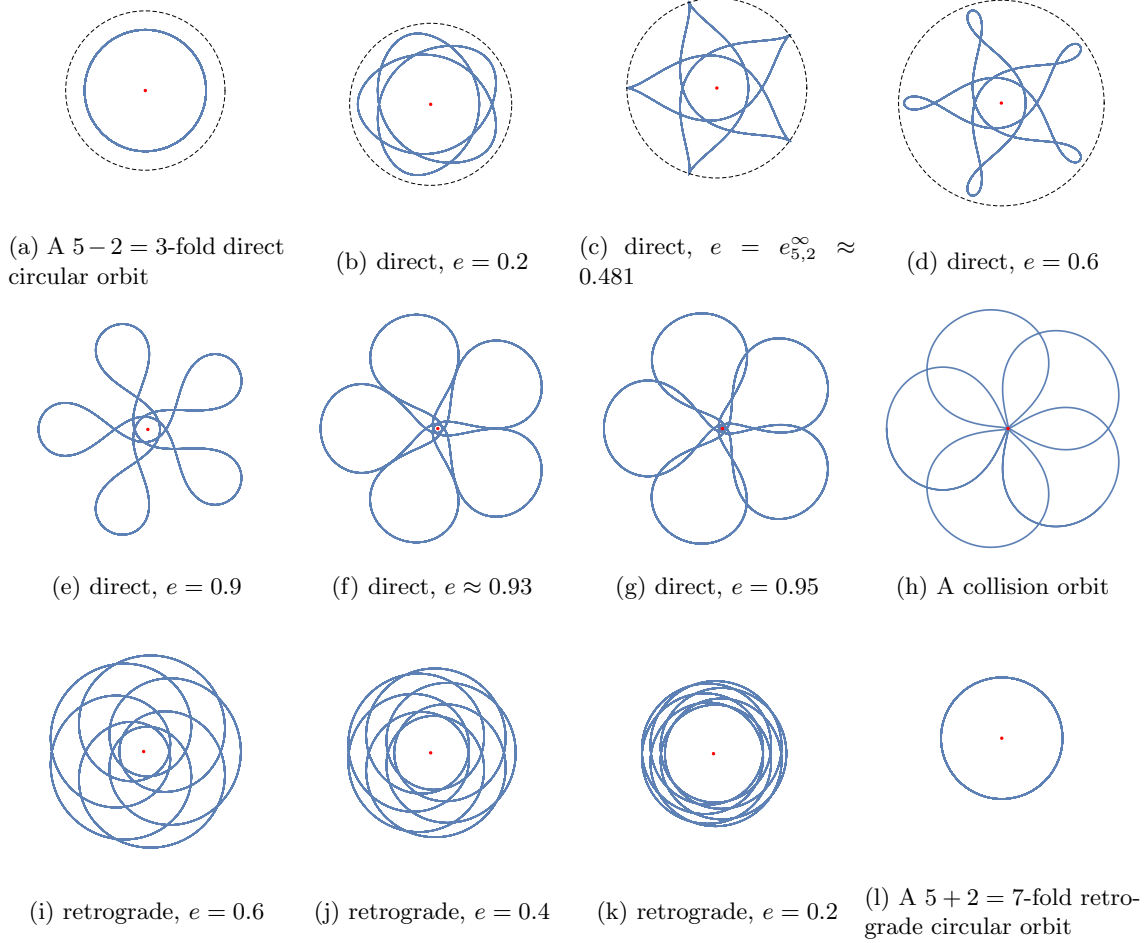 (a) A 5 − 2 = 3-fold direct
circular orbit
(b) direct, e = 0.2
(c) direct, e = e_{5,2}^∞ ≈
0.481
(d) direct, e = 0.6
(e) direct, e = 0.9
(f) direct, e ≈ 0.93
(g) direct, e = 0.95
(h) A collision orbit
(i) retrograde, e = 0.6
(j) retrograde, e = 0.4
(k) retrograde, e = 0.2
(l) A 5 + 2 = 7-fold retro-
grade circular orbit